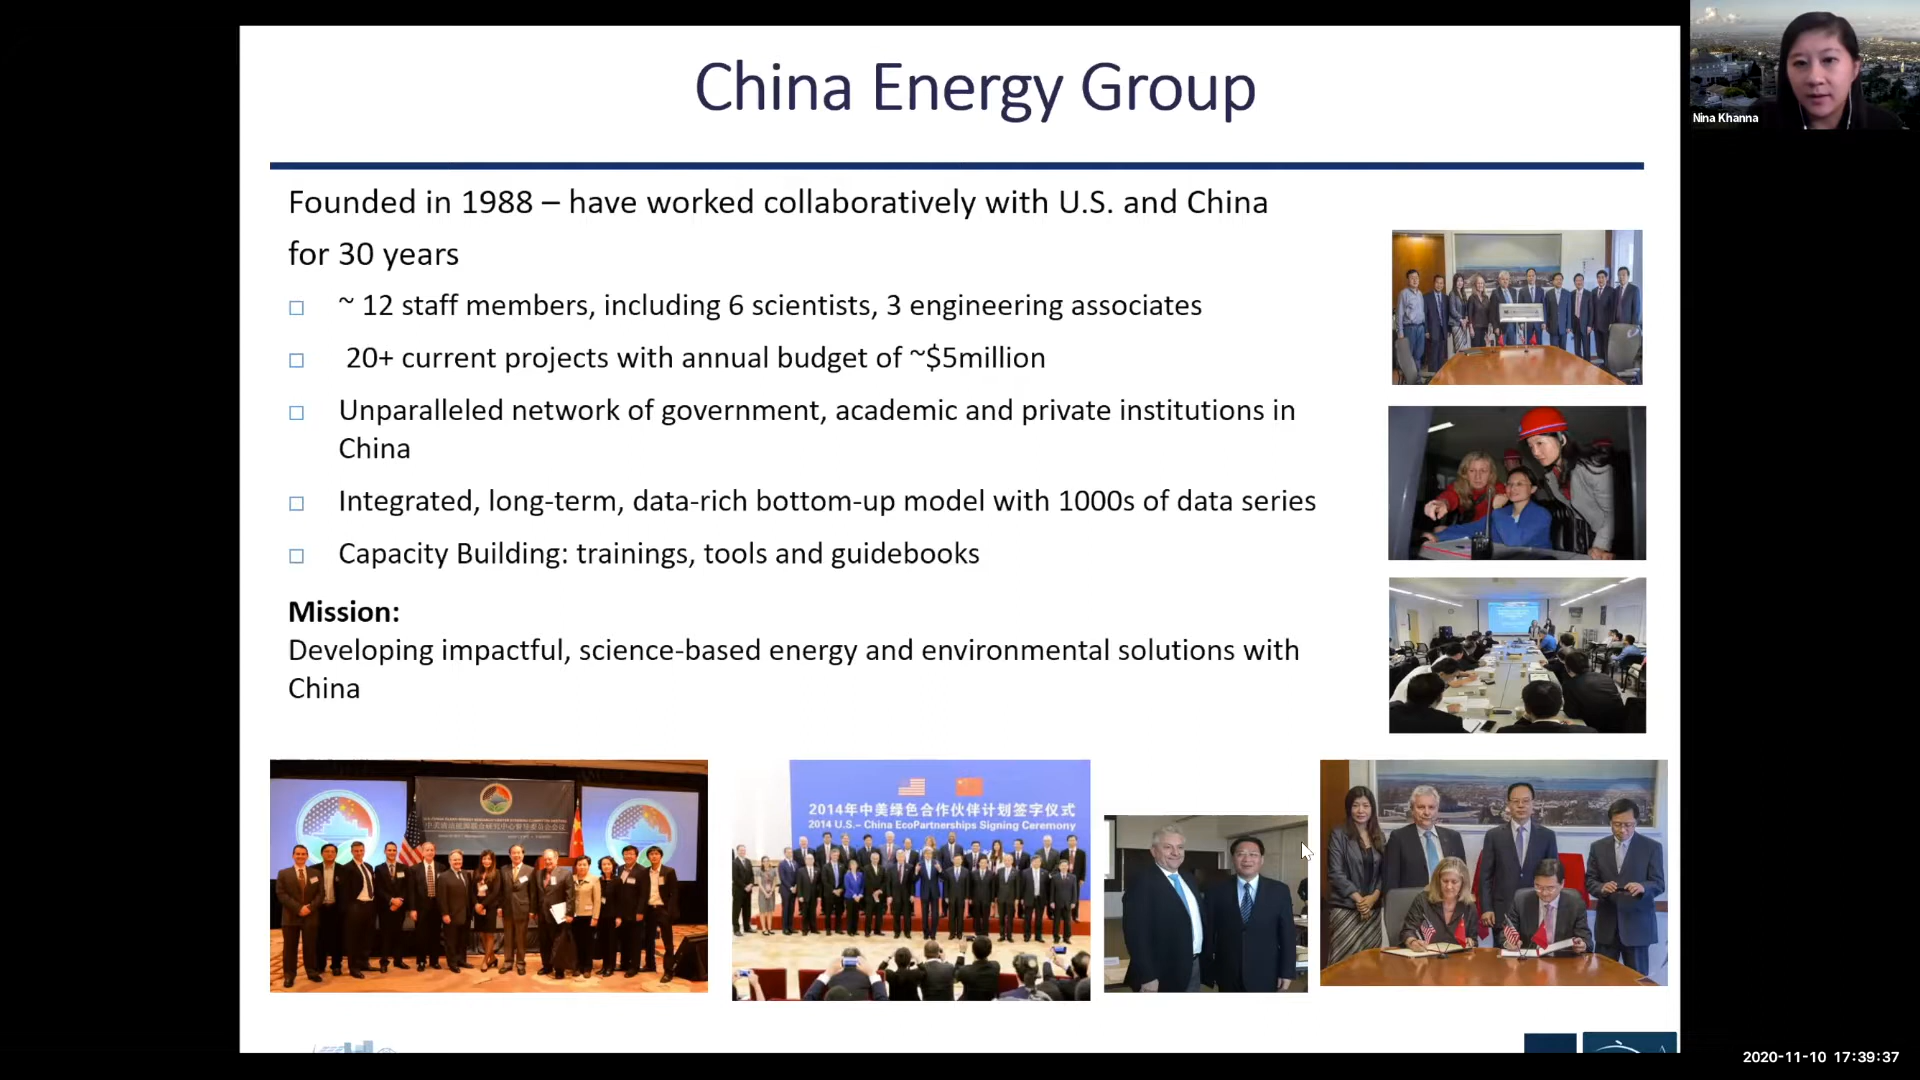 China Energy Group
Nina Khanna
Founded in 1988 – have worked collaboratively with U.S. and China
for 30 years
~ 12 staff members, including 6 scientists, 3 engineering associates
20+ current projects with annual budget of ~$5million
Unparalleled network of government, academic and private institutions in
China
Integrated, long-term, data-rich bottom-up model with 1000s of data series
Capacity Building: trainings, tools and guidebooks
Mission:
Developing impactful, science-based energy and environmental solutions with
China
2014年中美绿色合作伙伴计划签字仪式
2014 U.S.– China EcoPartnerships Signing Ceremony
2020-11-10 17:39:37